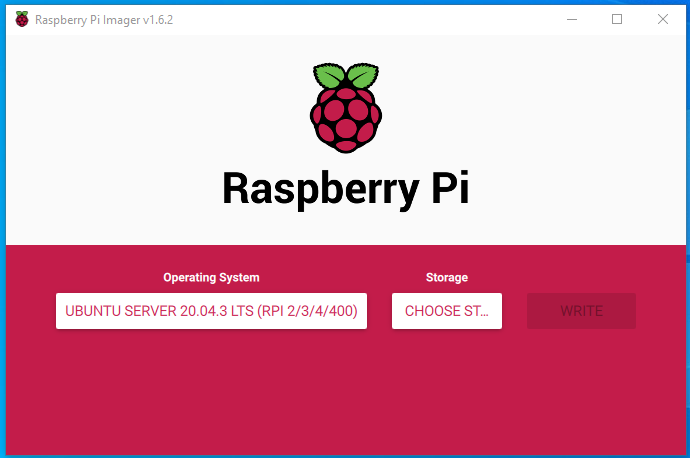 Raspberry Pi Imager v1.6.2
Raspberry Pi
Operating System
Storage
UBUNTU SERVER 20.04.3 LTS (RPI 2/3/4/400)
CHOOSE ST...
WRITE